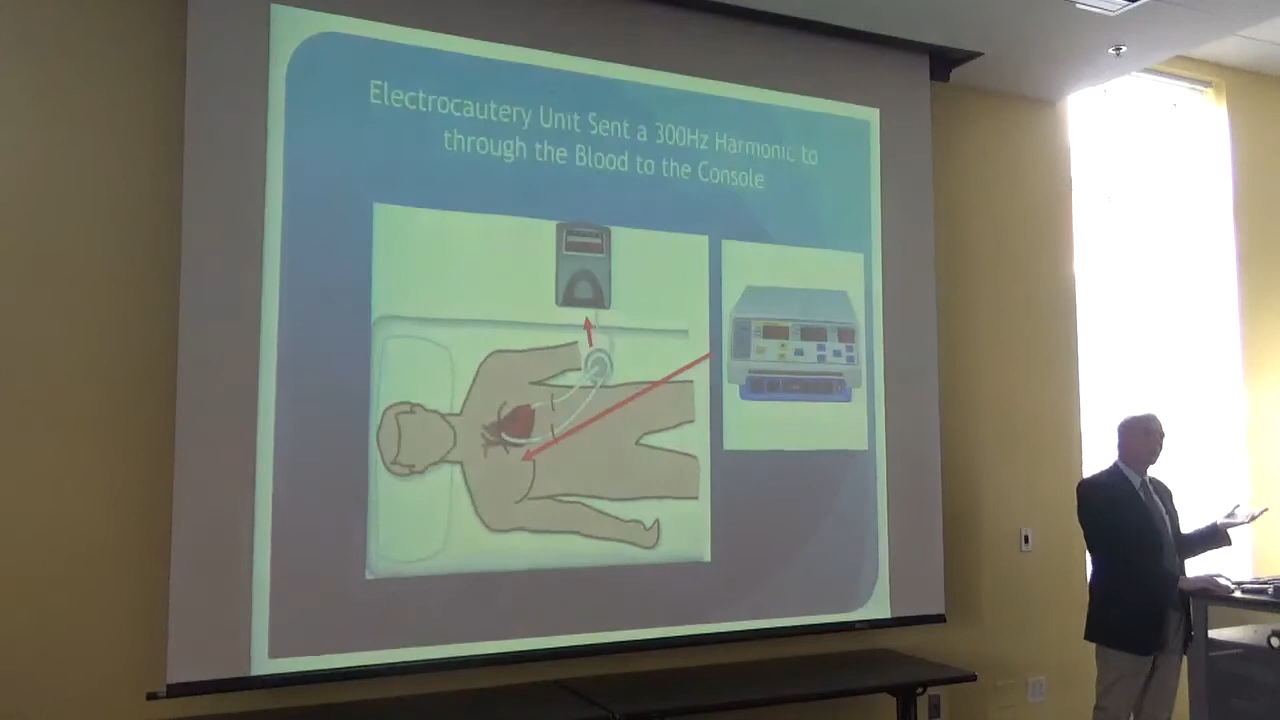 Electrocautery Unit Sent a 300Hz Harmonic to
through the Blood to the Console